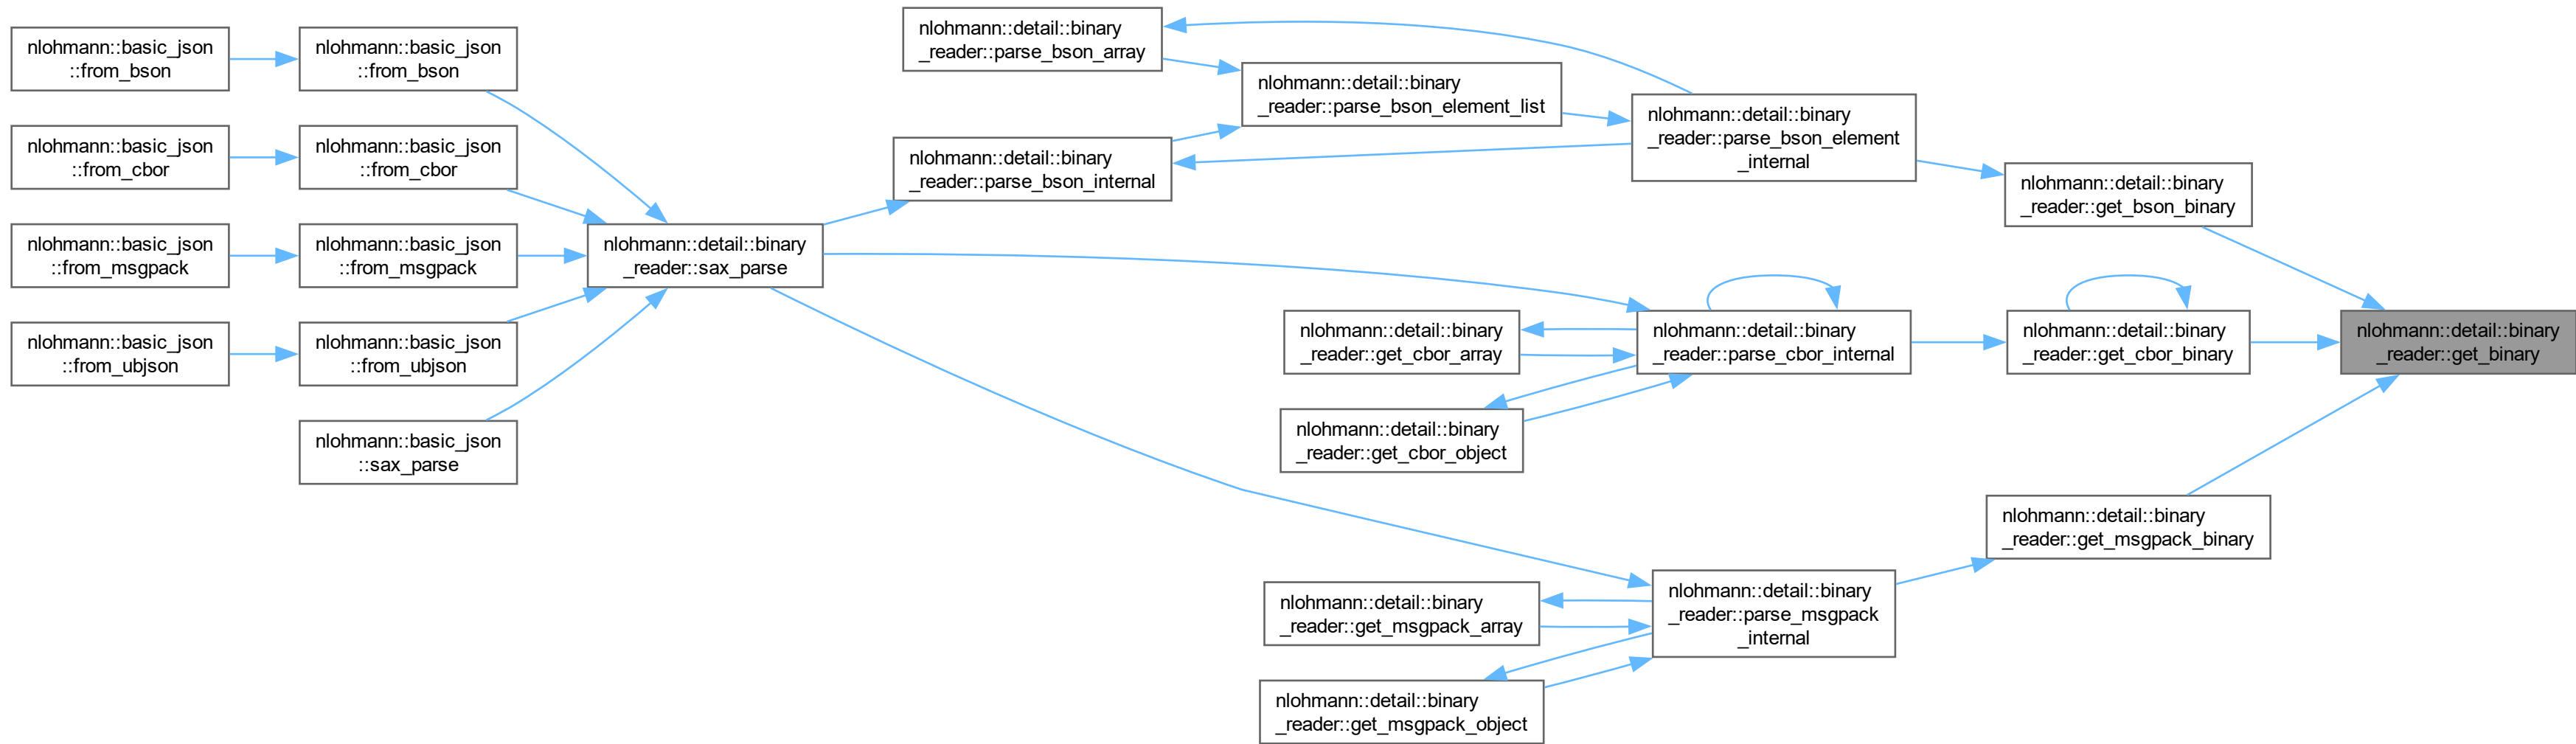 nlohmann::basic_json
::from_bson
nlohmann::basic_json
::from_cbor
nlohmann::basic_json
::from_msgpack
nlohmann::basic_json
::from_ubjson
nlohmann::basic_json
::from_bson
nlohmann::basic_json
::from_cbor
nlohmann::basic_json
::from_msgpack
nlohmann::basic_json
::from_ubjson
nlohmann::basic_json
::sax_parse
nlohmann::detail::binary
_reader::sax_parse
nlohmann::detail::binary
_reader::parse_bson_array
nlohmann::detail::binary
_reader::parse_bson_internal
nlohmann::detail::binary
_reader::parse_bson_element_list
nlohmann::detail::binary
_reader::get_cbor_array
nlohmann::detail::binary
_reader::get_cbor_object
nlohmann::detail::binary
_reader::get_msgpack_array
nlohmann::detail::binary
_reader::get_msgpack_object
nlohmann::detail::binary
_reader::parse_bson_element
_internal
nlohmann::detail::binary
_reader::parse_cbor_internal
nlohmann::detail::binary
_reader::parse_msgpack
_internal
nlohmann::detail::binary
_reader::get_bson_binary
nlohmann::detail::binary
_reader::get_cbor_binary
nlohmann::detail::binary
_reader::get_msgpack_binary
nlohmann::detail::binary
_reader::get_binary